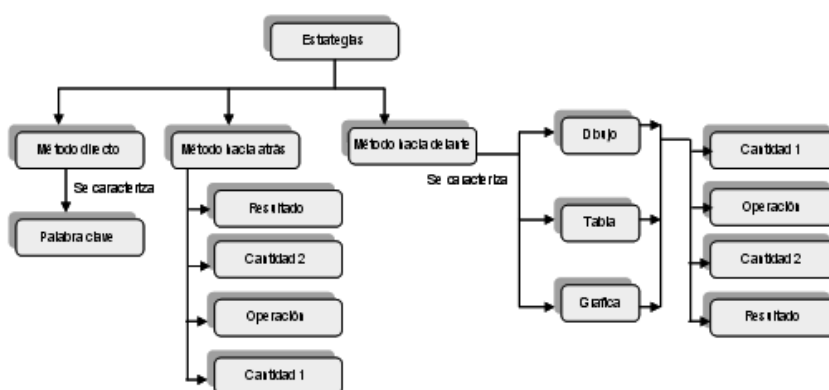 Estrategias
Método directo
Método hacia atrás
Método hacia delante
Se caracteriza
Palabra clave
Resultado
Cantidad 2
Operación
Cantidad 1
Se caracteriza
Dibujo
Tabla
Grafica
Cantidad 1
Operación
Cantidad 2
Resultado